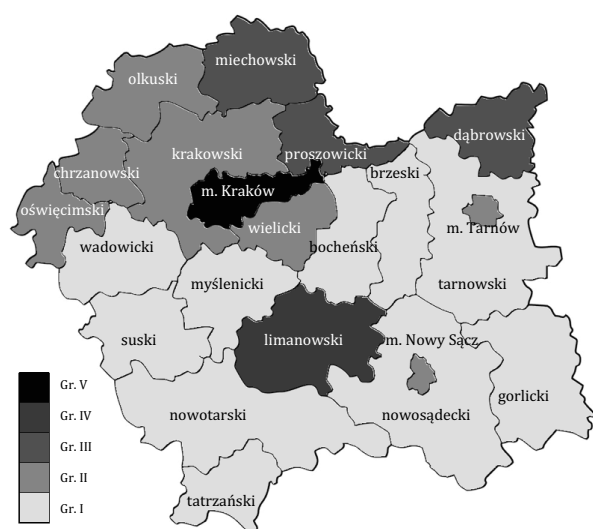 miechowski
olkuski
dąbrowski
krakowski
proszowicki
chrzanowski
brzeski
m. Kraków
oświęcimski
wielicki
m. Tarnów
wadowicki
bocheński
myślenicki
tarnowski
suski
limanowski
m. Nowy Sącz
gorlicki
nowotarski
nowosądecki
tatrzański
Gr. V
Gr. IV
Gr. III
Gr. II
Gr. I